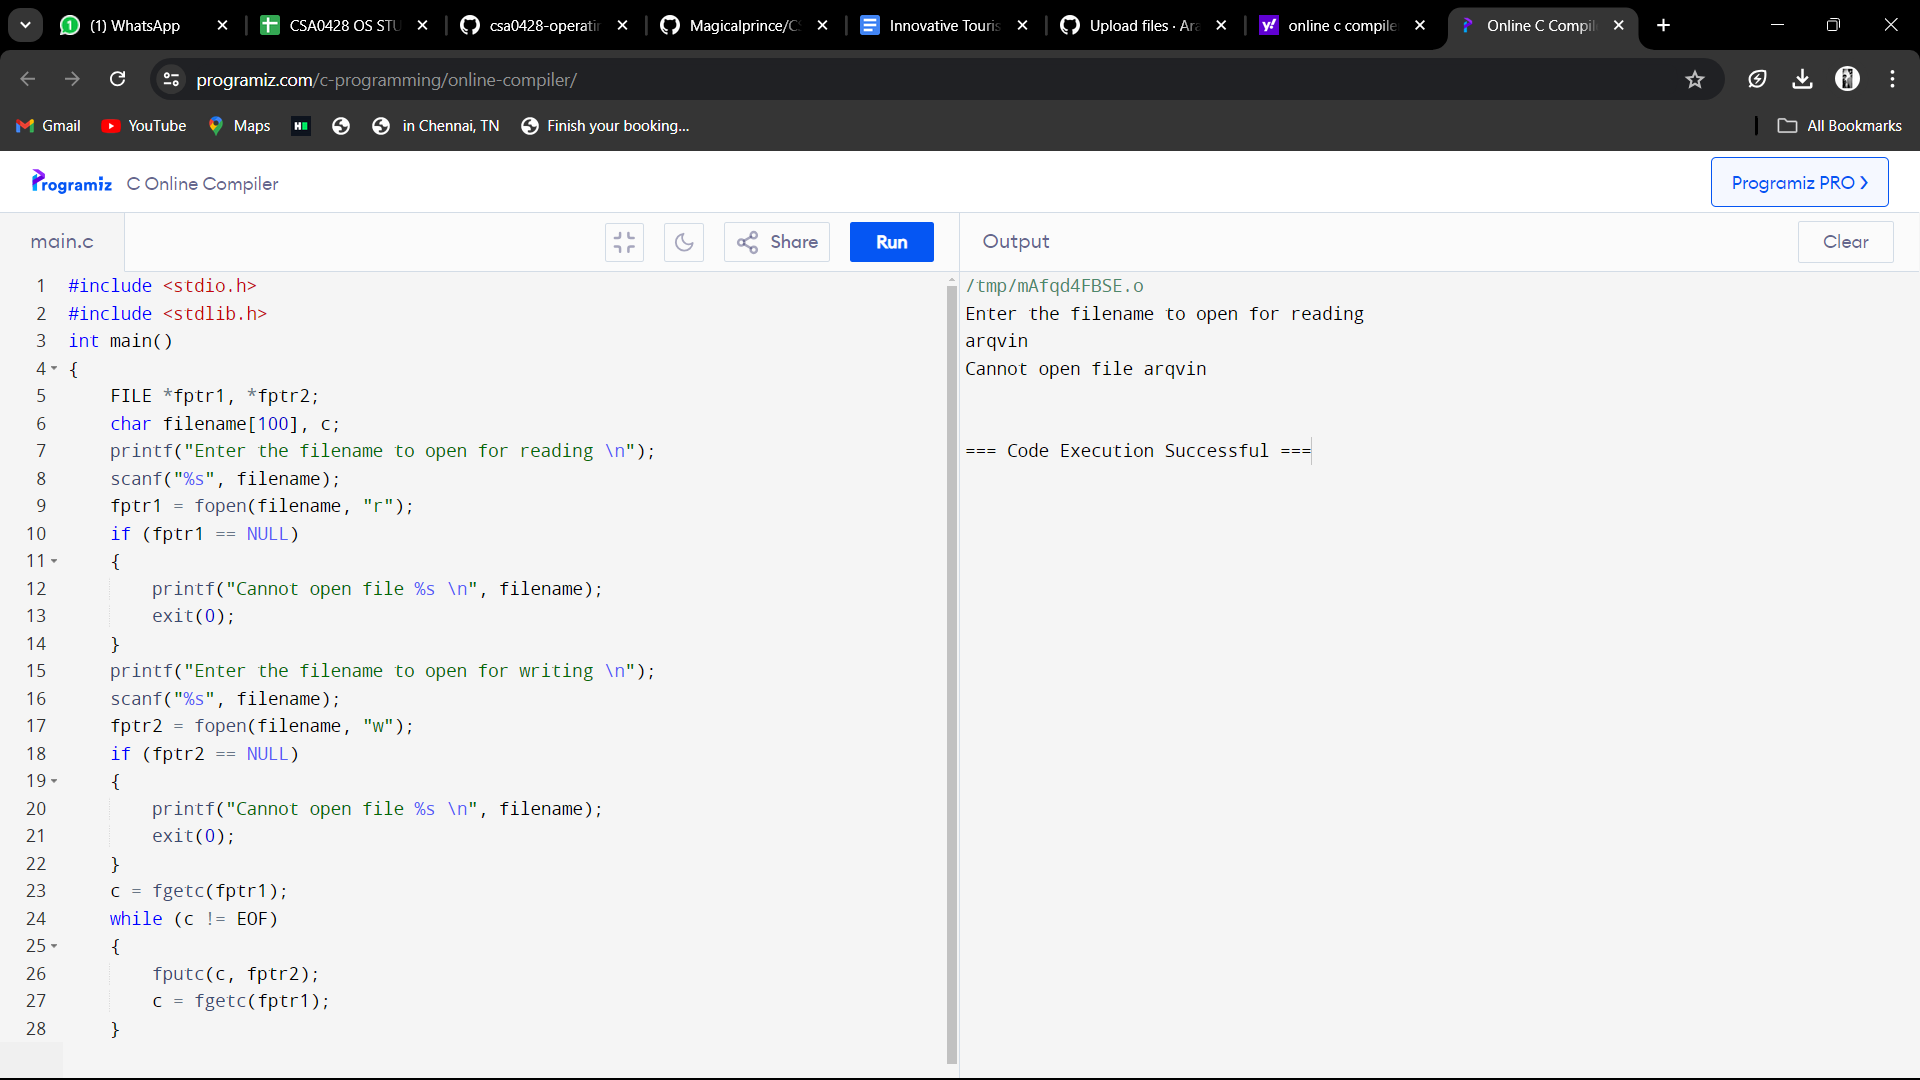 (1) WhatsApp
CSA0428 OS STU
csa0428-operatin
Magicalprince/CS
Innovative Touris
Upload files · Ara
online c compile
Online C Compil
programiz.com/c-programming/online-compiler/
Gmail
YouTube
Maps
in Chennai, TN
Finish your booking...
All Bookmarks
Programiz
C Online Compiler
Programiz PRO
main.c
Share
Run
Output
Clear
1 #include <stdio.h>
2 #include <stdlib.h>
3 int main()
4 {
5 FILE *fptr1, *fptr2;
6 char filename[100], c;
7 printf("Enter the filename to open for reading \n");
8 scanf("%s", filename);
9 fptr1 = fopen(filename, "r");
10 if (fptr1 == NULL)
11 {
12 printf("Cannot open file %s \n", filename);
13 exit(0);
14 }
15 printf("Enter the filename to open for writing \n");
16 scanf("%s", filename);
17 fptr2 = fopen(filename, "w");
18 if (fptr2 == NULL)
19 {
20 printf("Cannot open file %s \n", filename);
21 exit(0);
22 }
23 c = fgetc(fptr1);
24 while (c != EOF)
25 {
26 fputc(c, fptr2);
27 c = fgetc(fptr1);
28 }
/tmp/mAfqd4FBSE.o
Enter the filename to open for reading
arqvin
Cannot open file arqvin
=== Code Execution Successful ===